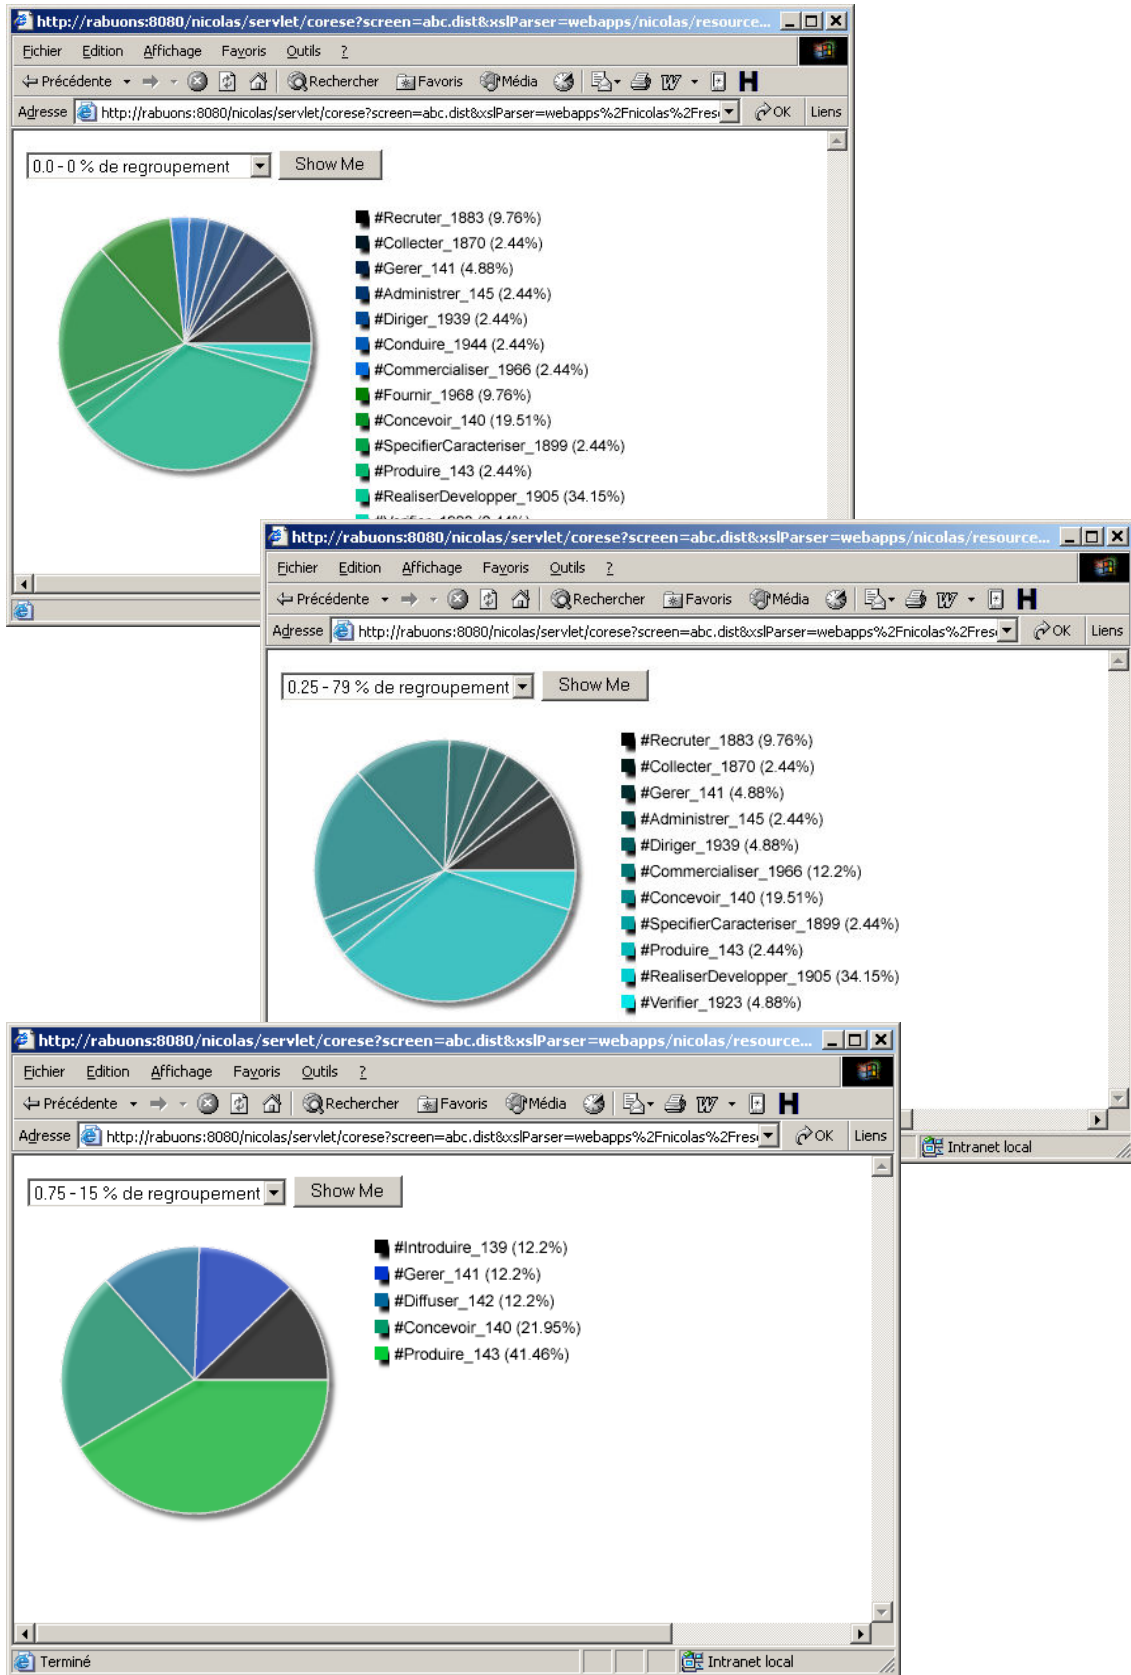 http://rabuons:8080/nicolas/servlet/corese?screen=abc.dist&xslParser=webapps/nicolas/resource...
Fichier Edition Affichage Favoris Outils ?
Précédente Rechercher Favoris Média
Adresse http://rabuons:8080/nicolas/servlet/corese?screen=abc.dist&xslParser=webapps%2Fnicolas%2Fres OK Liens
0.0 - 0 % de regroupement Show Me
#Recruter_1883 (9.76%)
#Collecter_1870 (2.44%)
#Gerer_141 (4.88%)
#Administrer_145 (2.44%)
#Diriger_1939 (2.44%)
#Conduire_1944 (2.44%)
#Commercialiser_1966 (2.44%)
#Fournir_1968 (9.76%)
#Concevoir_140 (19.51%)
#SpecifierCaracteriser_1899 (2.44%)
#Produire_143 (2.44%)
#RealiserDevelopper_1905 (34.15%)
http://rabuons:8080/nicolas/servlet/corese?screen=abc.dist&xslParser=webapps/nicolas/resource...
Fichier Edition Affichage Favoris Outils ?
Précédente Rechercher Favoris Média
Adresse http://rabuons:8080/nicolas/servlet/corese?screen=abc.dist&xslParser=webapps%2Fnicolas%2Fres OK Liens
0.25 - 79 % de regroupement Show Me
#Recruter_1883 (9.76%)
#Collecter_1870 (2.44%)
#Gerer_141 (4.88%)
#Administrer_145 (2.44%)
#Diriger_1939 (4.88%)
#Commercialiser_1966 (12.2%)
#Concevoir_140 (19.51%)
#SpecifierCaracteriser_1899 (2.44%)
#Produire_143 (2.44%)
#RealiserDevelopper_1905 (34.15%)
#Verifier_1923 (4.88%)
Intranet local
http://rabuons:8080/nicolas/servlet/corese?screen=abc.dist&xslParser=webapps/nicolas/resource...
Fichier Edition Affichage Favoris Outils ?
Précédente Rechercher Favoris Média
Adresse http://rabuons:8080/nicolas/servlet/corese?screen=abc.dist&xslParser=webapps%2Fnicolas%2Fres OK Liens
0.75 - 15 % de regroupement Show Me
#Introduire_139 (12.2%)
#Gerer_141 (12.2%)
#Diffuser_142 (12.2%)
#Concevoir_140 (21.95%)
#Produire_143 (41.46%)
Terminé Intranet local